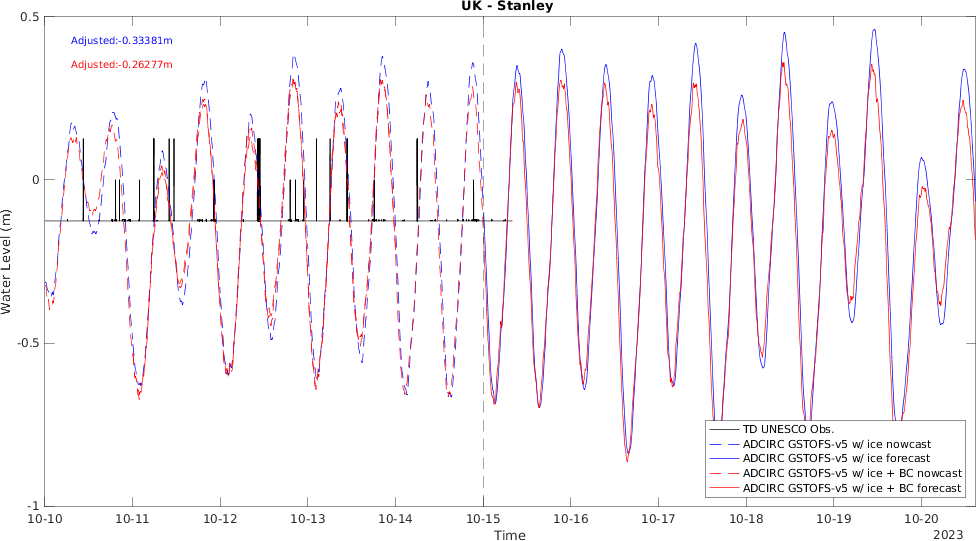 UK - Stanley
0.5
Adjusted:-0.33381m
Adjusted:-0.26277m
0
Water Level (m)
-0.5
TD UNESCO Obs.
ADCIRC GSTOFS-v5 w/ ice nowcast
ADCIRC GSTOFS-v5 w/ ice forecast
ADCIRC GSTOFS-v5 w/ ice + BC nowcast
ADCIRC GSTOFS-v5 w/ ice + BC forecast
-1
10-10 10-11 10-12 10-13 10-14 10-15 10-16 10-17 10-18 10-19 10-20
Time
2023